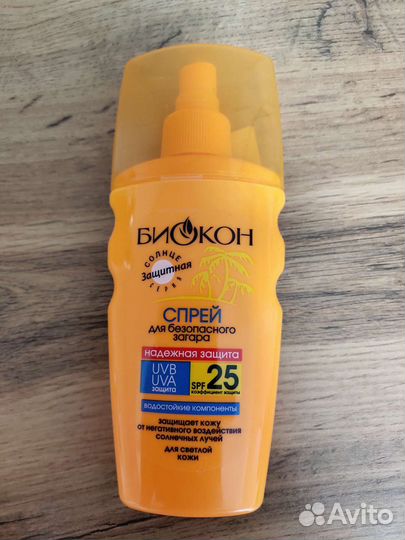 БИОКОН
СОЛНЦЕ
Защитная
СЕРИЯ
СПРЕЙ
для безопасного
загара
надежная защита
UVB
UVA
защита
SPF 25
коэффициент защиты
водостойкие компоненты
защищает кожу
от негативного воздействия
солнечных лучей
для светлой
кожи
Avito